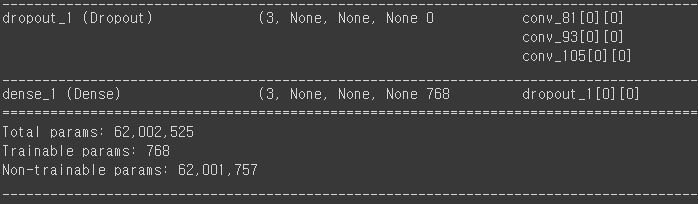 dropout_1 (Dropout) (3, None, None, None 0 conv_81[0][0]
conv_93[0][0]
conv_105[0][0]
dense_1 (Dense) (3, None, None, None 768 dropout_1[0][0]
Total params: 62,002,525
Trainable params: 768
Non-trainable params: 62,001,757